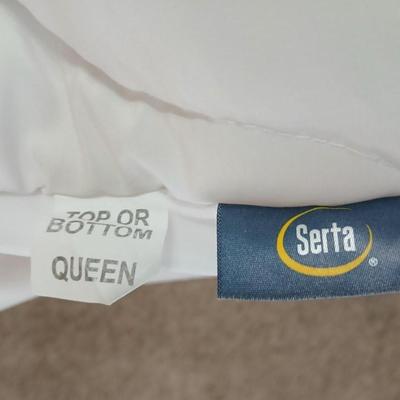 TOP OR
BOTTOM
QUEEN
Serta
®